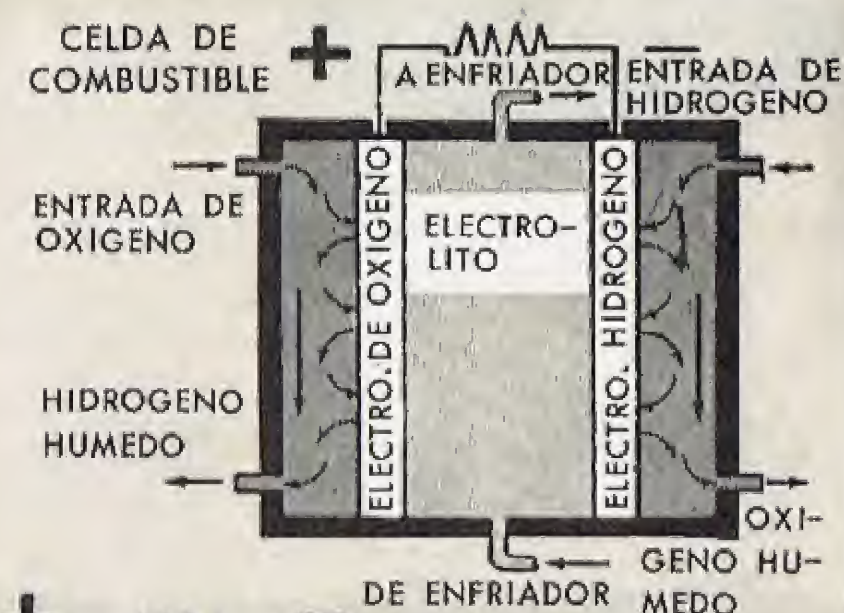 CELDA DE
COMBUSTIBLE
+
A ENFRIADOR
—
ENTRADA DE
HIDROGENO
ENTRADA DE
OXIGENO
ELECTRO. DE OXIGENO
ELECTRO-
LITO
ELECTRO. HIDROGENO
HIDROGENO
HUMEDO
OXI-
GENO HU-
MEDO
DE ENFRIADOR